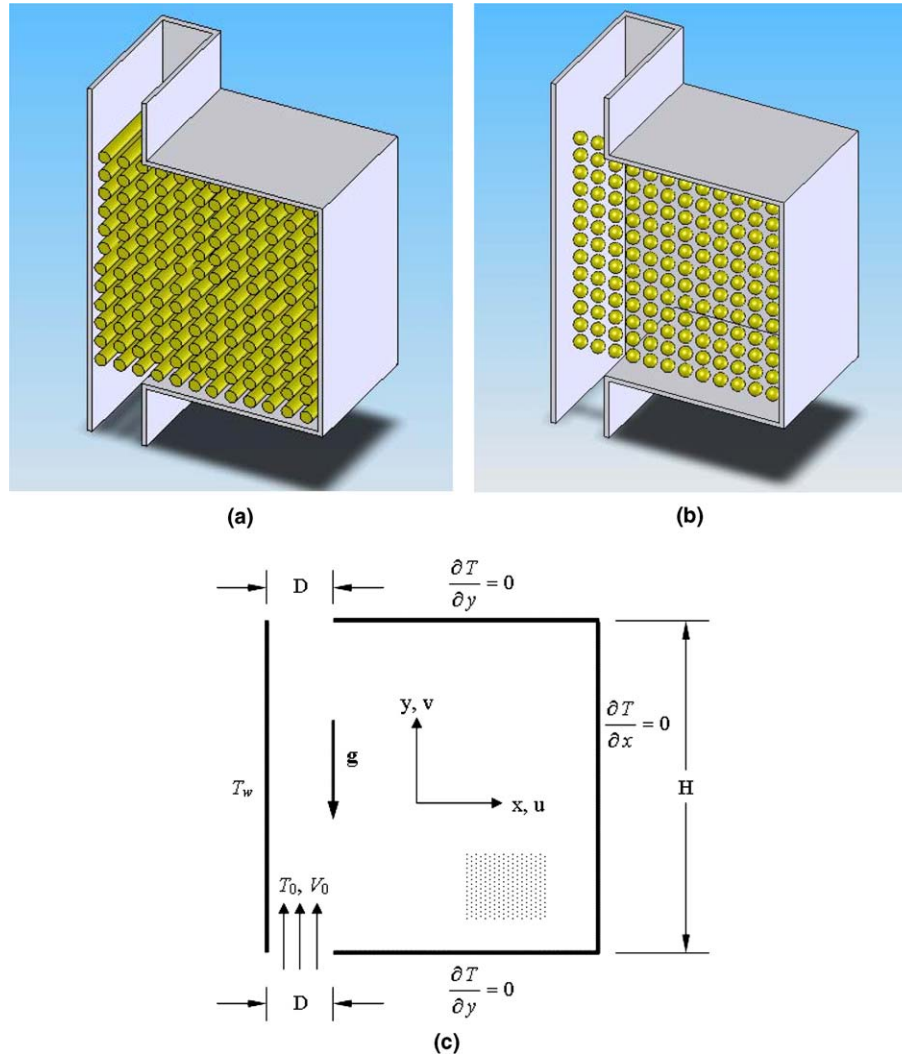 (a)
(b)
D
∂T/∂y = 0
y, v
∂T/∂x = 0
g
T_w
x, u
H
T_0, V_0
D
∂T/∂y = 0
(c)